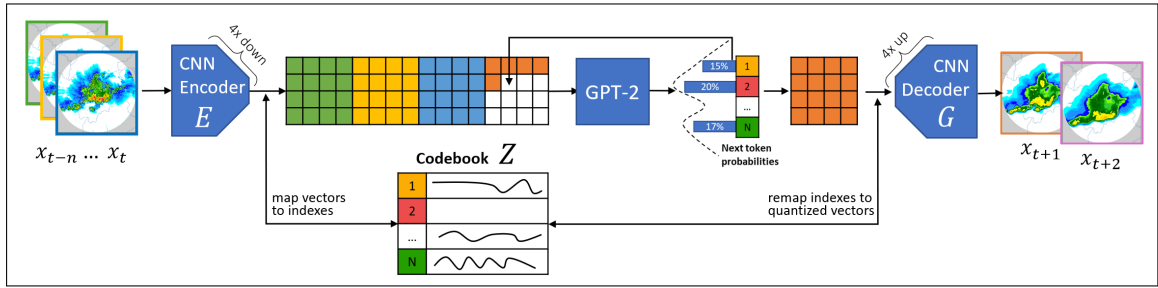 4x down
CNN
Encoder
E
x_{t-n} ... x_t
GPT-2
15%
20%
17%
1
2
...
N
Next token
probabilities
4x up
CNN
Decoder
G
x_{t+1}
x_{t+2}
Codebook Z
1
2
...
N
map vectors
to indexes
remap indexes to
quantized vectors